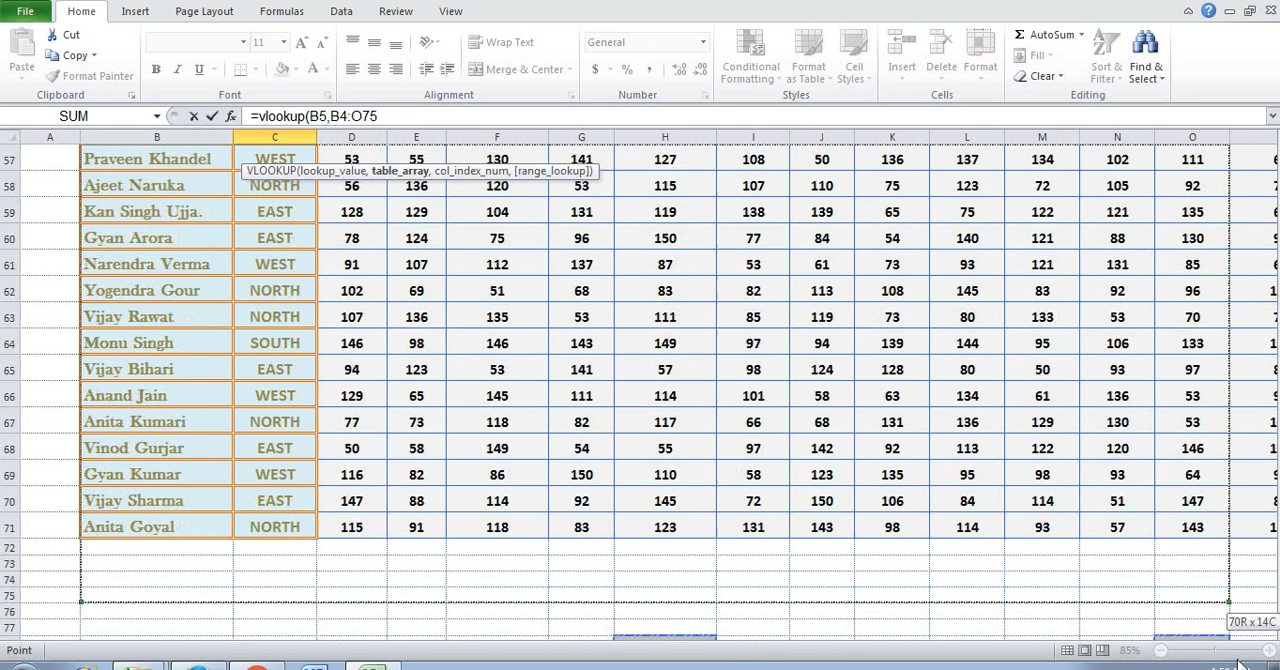 File Home Insert Page Layout Formulas Data Review View
Paste Cut Copy Format Painter Clipboard
11 A A B I U A Font
Wrap Text Merge & Center Alignment
General $ % , Number
Conditional Formatting Format as Table Cell Styles Styles
Insert Delete Format Cells
Σ AutoSum Fill Clear Sort & Filter Find & Select Editing
SUM fx =vlookup(B5,B4:O75
A B C D E F G H I J K L M N O
57 Praveen Khandel WEST 53 55 130 141 127 108 50 136 137 134 102 111
VLOOKUP(lookup_value, table_array, col_index_num, [range_lookup])
58 Ajeet Naruka NORTH 56 136 120 53 115 107 110 75 123 72 105 92 7
59 Kan Singh Ujja. EAST 128 129 104 131 119 138 139 65 75 122 121 135
60 Gyan Arora EAST 78 124 75 96 150 77 84 54 140 121 88 130
61 Narendra Verma WEST 91 107 112 137 87 53 61 73 93 121 131 85
62 Yogendra Gour NORTH 102 69 51 68 83 82 113 108 145 83 92 96 1
63 Vijay Rawat NORTH 107 136 135 53 111 85 119 73 80 133 53 70
64 Monu Singh SOUTH 146 98 146 143 149 97 94 139 144 95 106 133 1
65 Vijay Bihari EAST 94 123 53 141 57 98 124 128 80 50 93 97
66 Anand Jain WEST 129 65 145 111 114 101 58 63 134 61 136 53 1
67 Anita Kumari NORTH 77 73 118 82 117 66 68 131 136 129 130 53 1
68 Vinod Gurjar EAST 50 58 149 54 55 97 142 92 113 122 120 146
69 Gyan Kumar WEST 116 82 86 150 110 58 123 135 95 98 93 64
70 Vijay Sharma EAST 147 88 114 92 145 72 150 106 84 114 51 147
71 Anita Goyal NORTH 115 91 118 83 123 131 143 98 114 93 57 143 1
72
73
74
75
76
77
70R x 14C
Point 85%